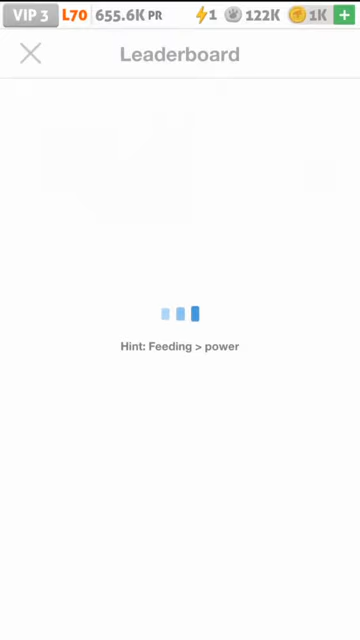 VIP 3 L70 655.6K PR 1 122K 1K +
Leaderboard
Hint: Feeding > power